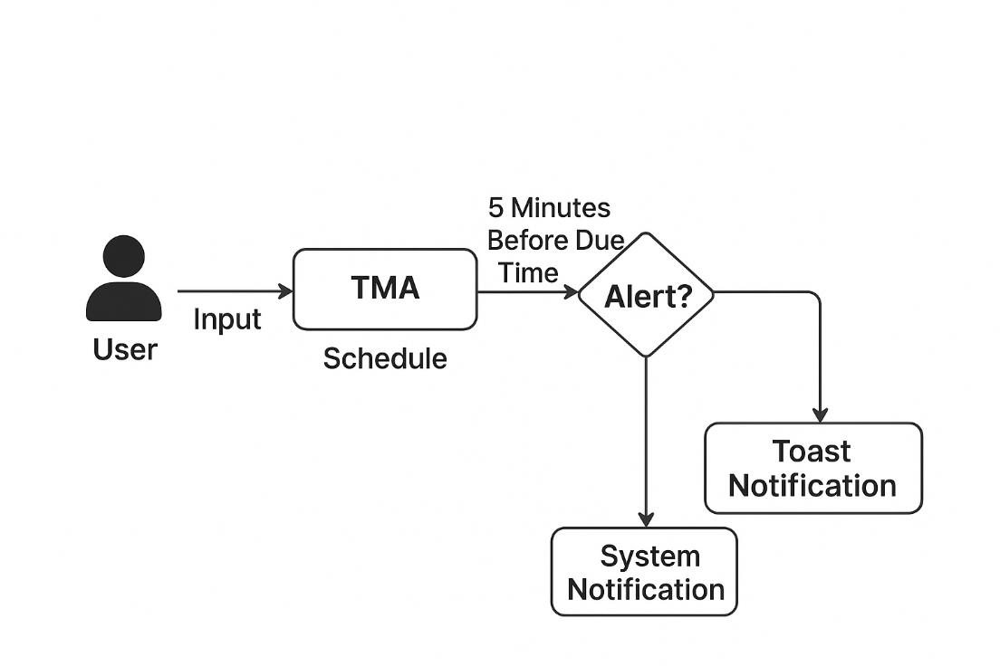 User
Input
TMA
Schedule
5 Minutes
Before Due
Time
Alert?
Toast
Notification
System
Notification